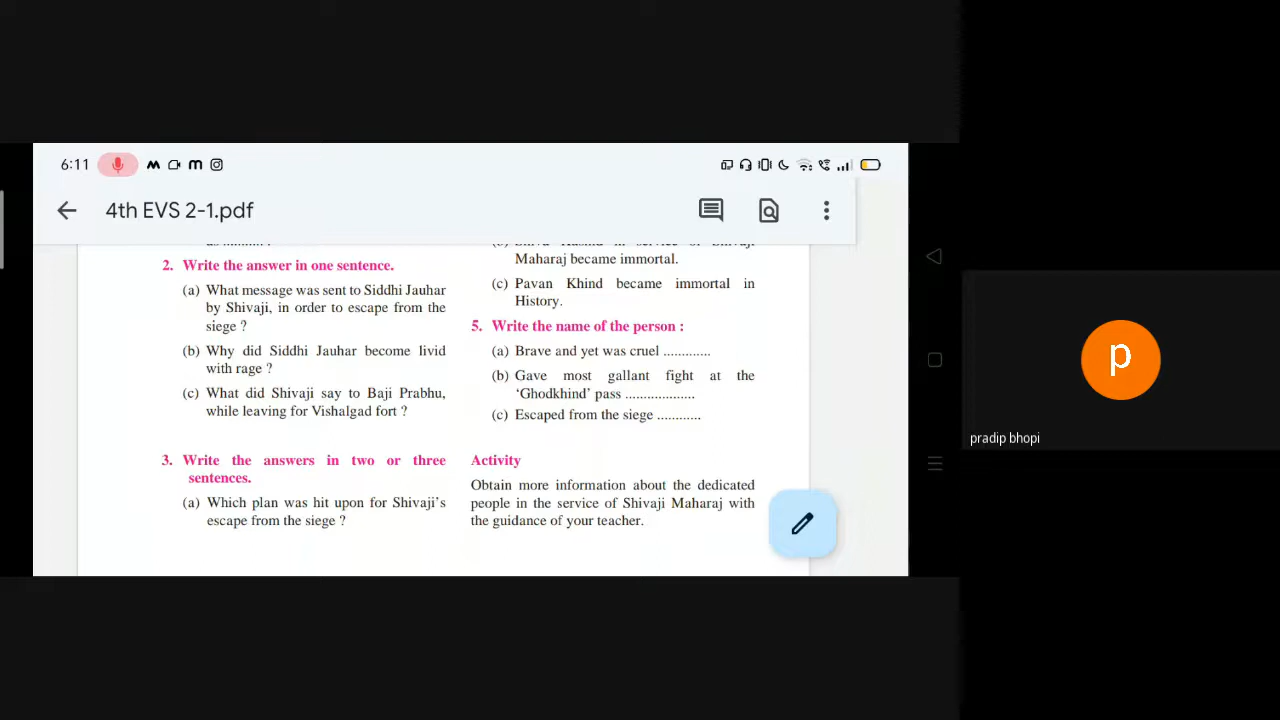 6:11
4th EVS 2-1.pdf
2. Write the answer in one sentence.
(a) What message was sent to Siddhi Jauhar
by Shivaji, in order to escape from the
siege ?
(b) Why did Siddhi Jauhar become livid
with rage ?
(c) What did Shivaji say to Baji Prabhu,
while leaving for Vishalgad fort ?
3. Write the answers in two or three
sentences.
(a) Which plan was hit upon for Shivaji's
escape from the siege ?
Maharaj became immortal.
(c) Pavan Khind became immortal in
History.
5. Write the name of the person :
(a) Brave and yet was cruel ............
(b) Gave most gallant fight at the
'Ghodkhind' pass ..................
(c) Escaped from the siege ...........
Activity
Obtain more information about the dedicated
people in the service of Shivaji Maharaj with
the guidance of your teacher.
p
pradip bhopi